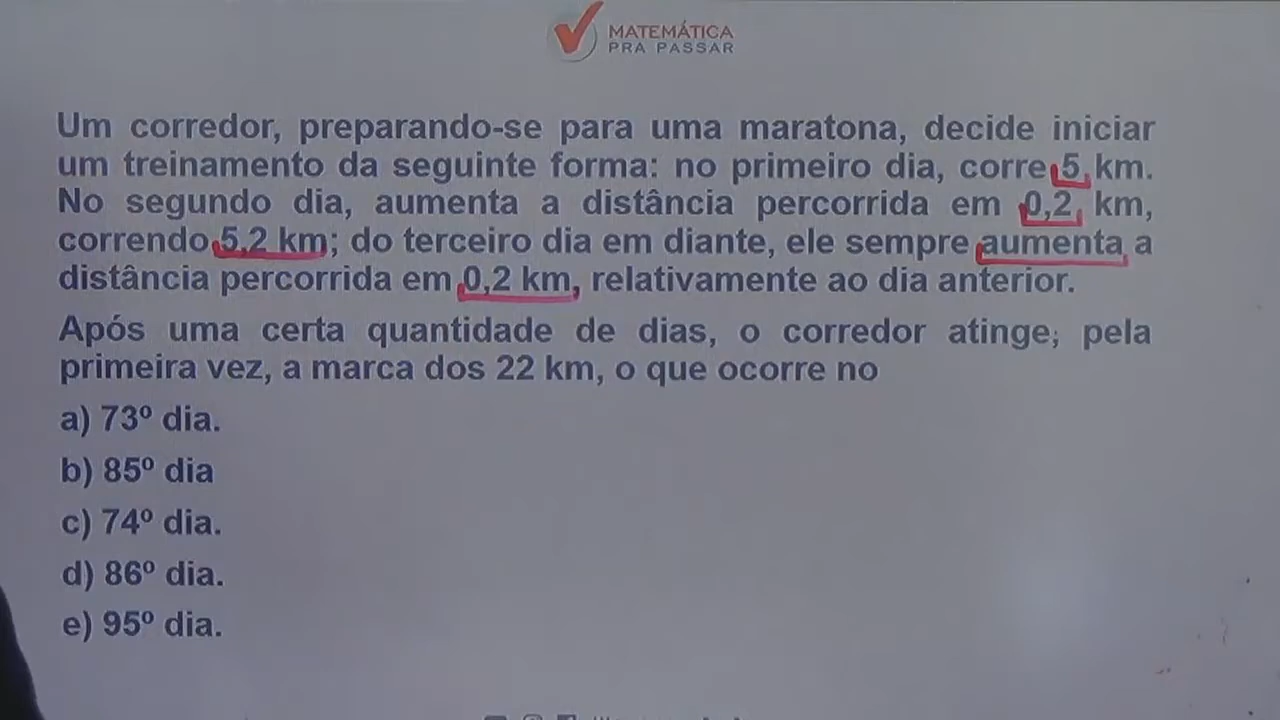 MATEMÁTICA
PRA PASSAR
Um corredor, preparando-se para uma maratona, decide iniciar
um treinamento da seguinte forma: no primeiro dia, corre 5 km.
No segundo dia, aumenta a distância percorrida em 0,2 km,
correndo 5,2 km; do terceiro dia em diante, ele sempre aumenta a
distância percorrida em 0,2 km, relativamente ao dia anterior.
Após uma certa quantidade de dias, o corredor atinge, pela
primeira vez, a marca dos 22 km, o que ocorre no
a) 73º dia.
b) 85º dia
c) 74º dia.
d) 86º dia.
e) 95º dia.